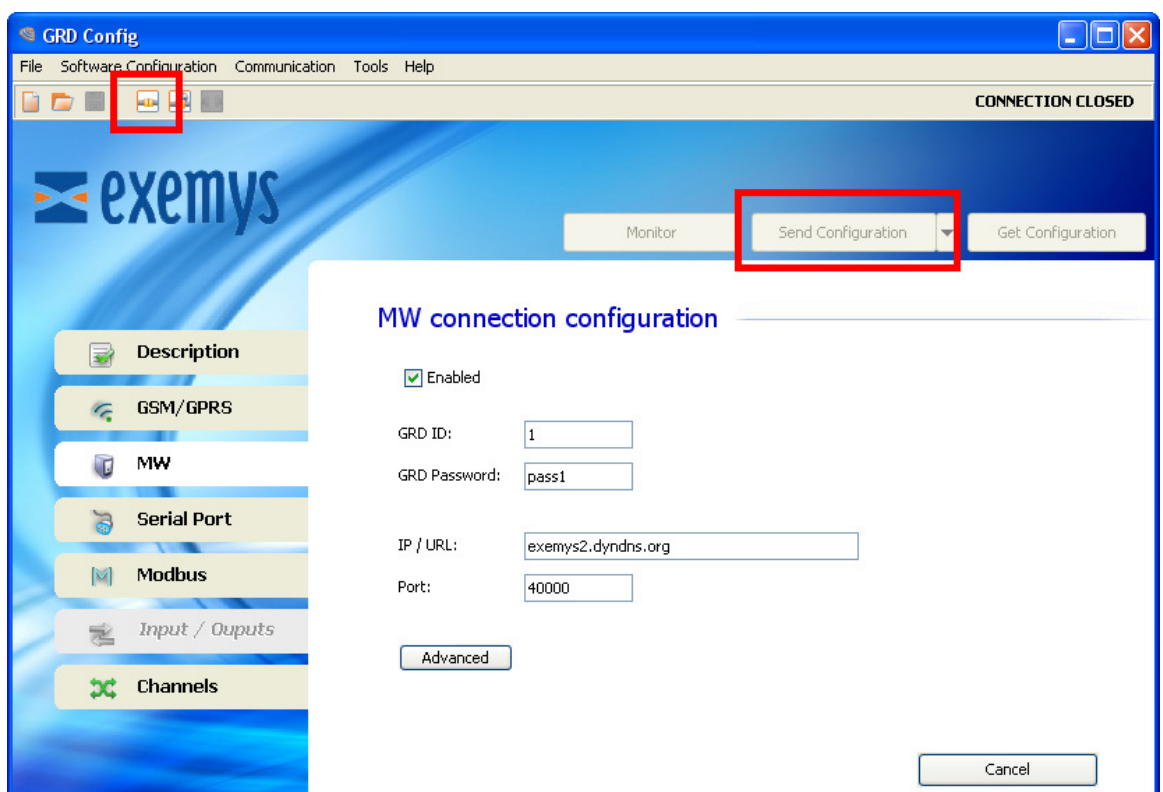 GRD Config
File Software Configuration Communication Tools Help
CONNECTION CLOSED
exemys
Monitor Send Configuration Get Configuration
MW connection configuration
Description
Enabled
GSM/GPRS
GRD ID: 1
MW
GRD Password: pass1
Serial Port
IP / URL: exemys2.dyndns.org
Modbus
Port: 40000
Input / Ouputs
Advanced
Channels
Cancel